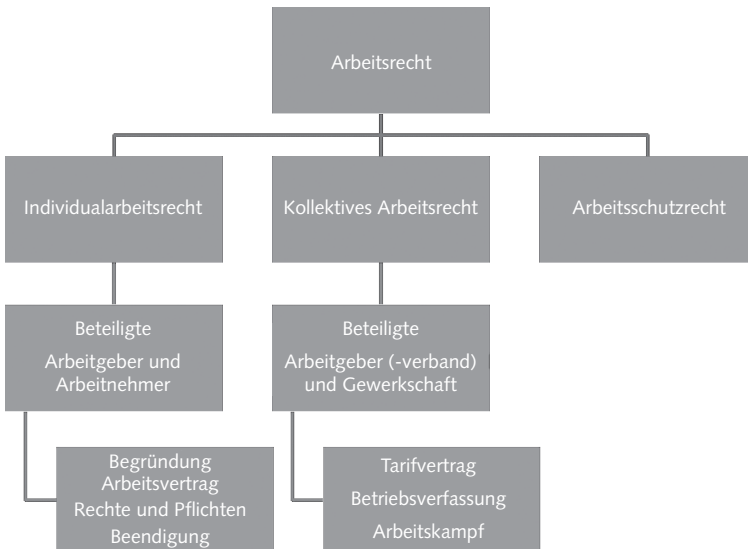 Arbeitsrecht
Individualarbeitsrecht
Kollektives Arbeitsrecht
Arbeitsschutzrecht
Beteiligte
Arbeitgeber und
Arbeitnehmer
Beteiligte
Arbeitgeber (-verband)
und Gewerkschaft
Begründung
Arbeitsvertrag
Rechte und Pflichten
Beendigung
Tarifvertrag
Betriebsverfassung
Arbeitskampf